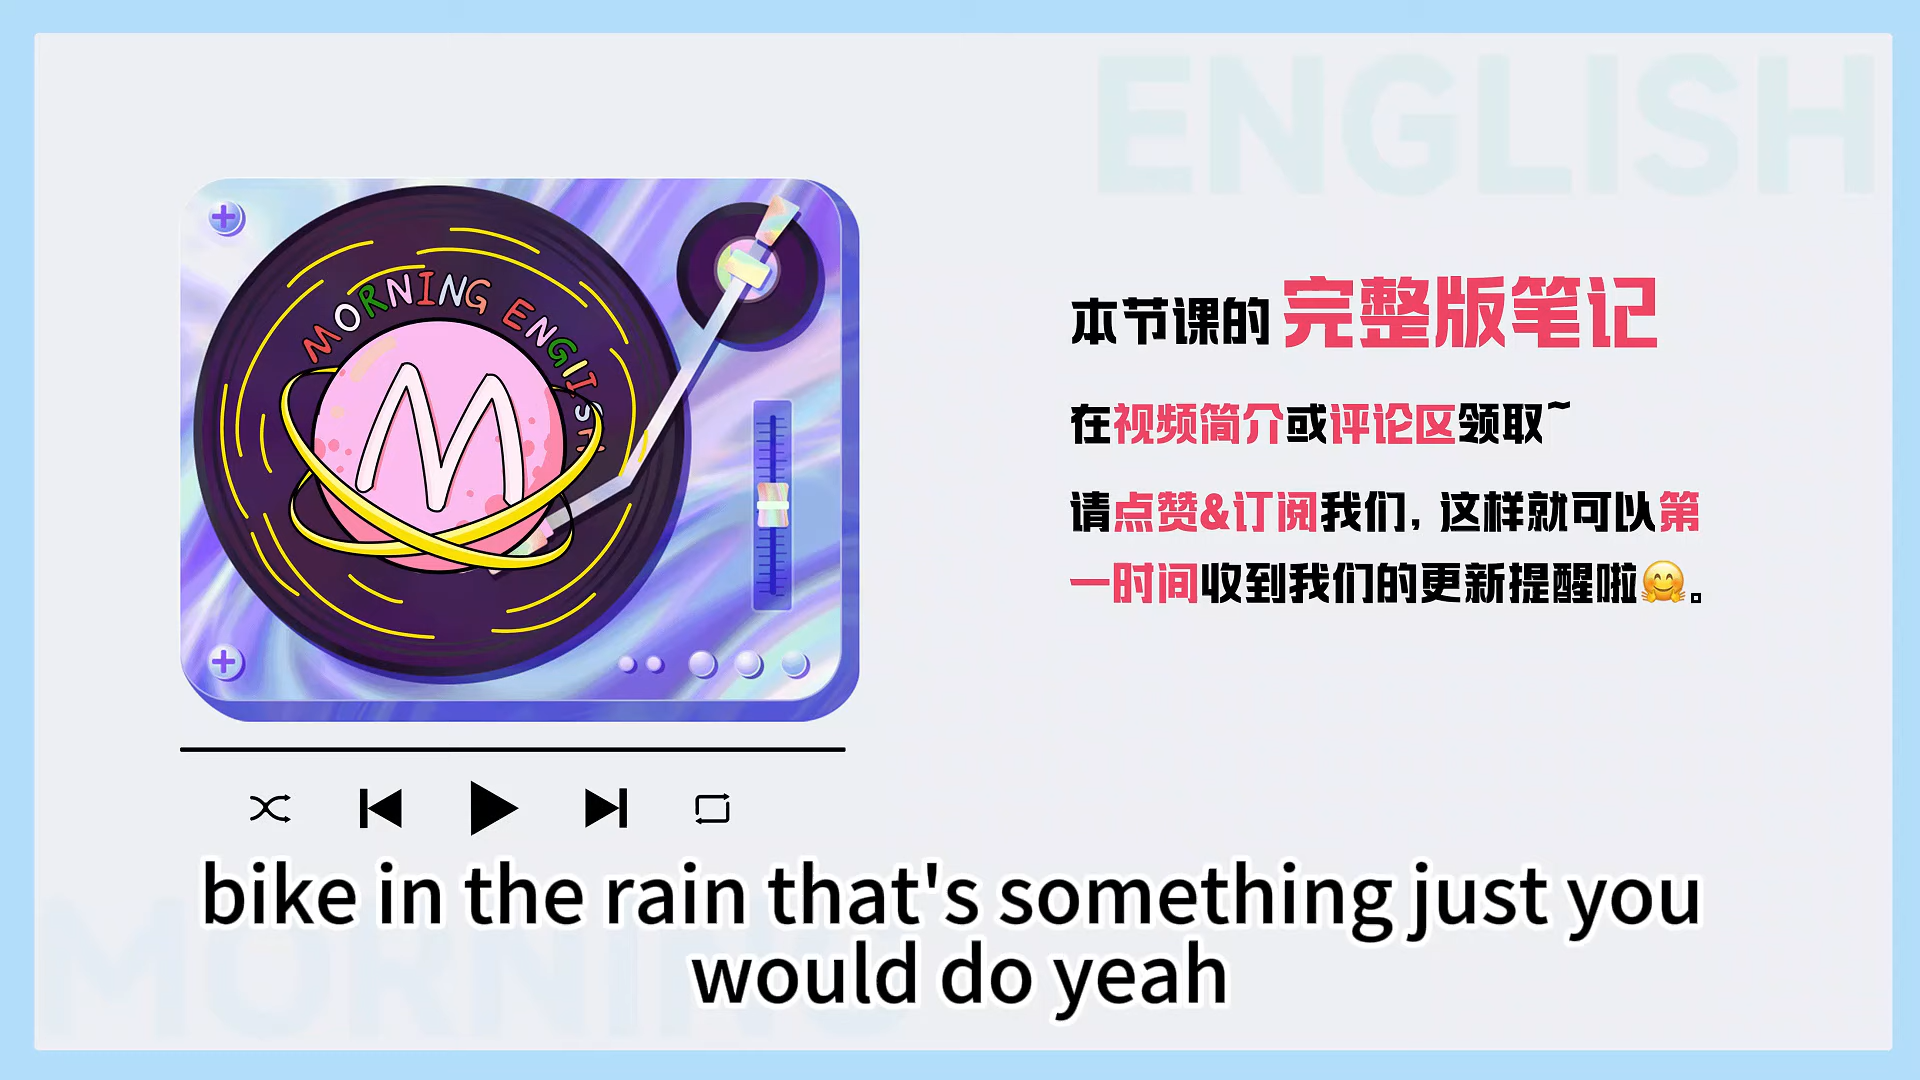 ENGLISH
MORNING ENGLISH
M
本节课的完整版笔记
在视频简介或评论区领取~
请点赞&订阅我们，这样就可以第
一时间收到我们的更新提醒啦🤗。
MORNING
bike in the rain that's something just you
would do yeah